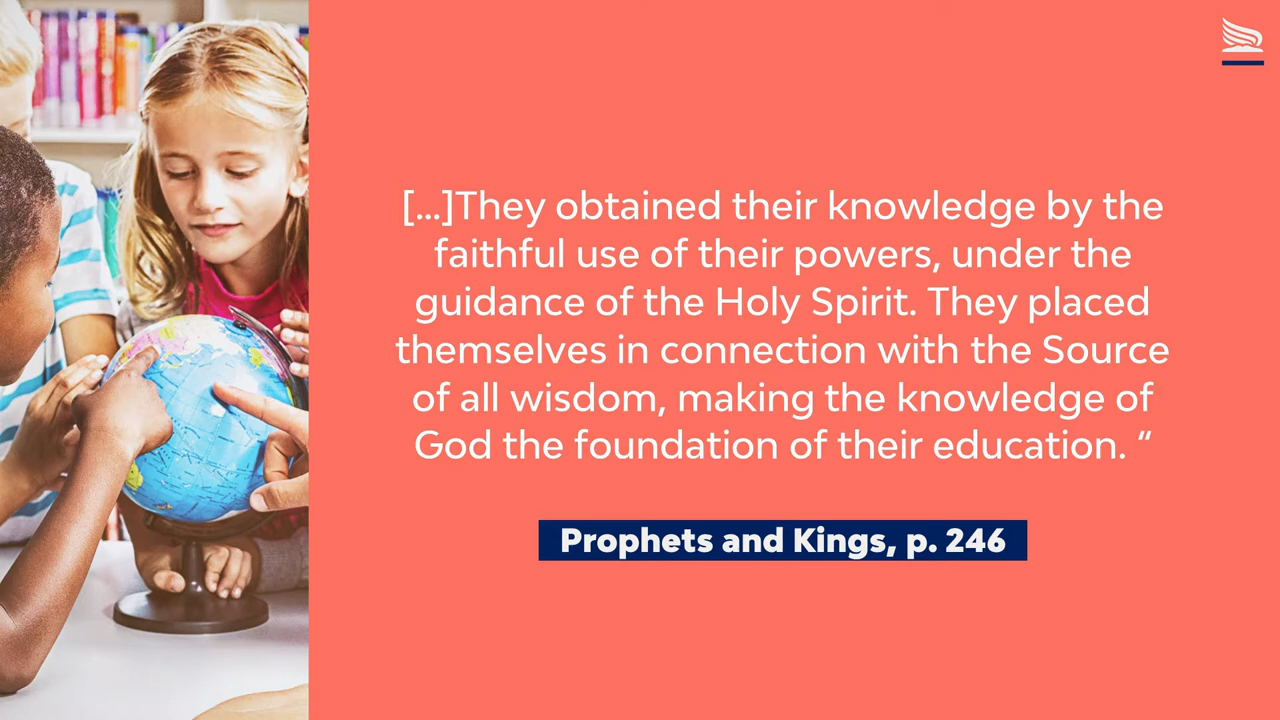 [...]They obtained their knowledge by the
faithful use of their powers, under the
guidance of the Holy Spirit. They placed
themselves in connection with the Source
of all wisdom, making the knowledge of
God the foundation of their education. “
Prophets and Kings, p. 246